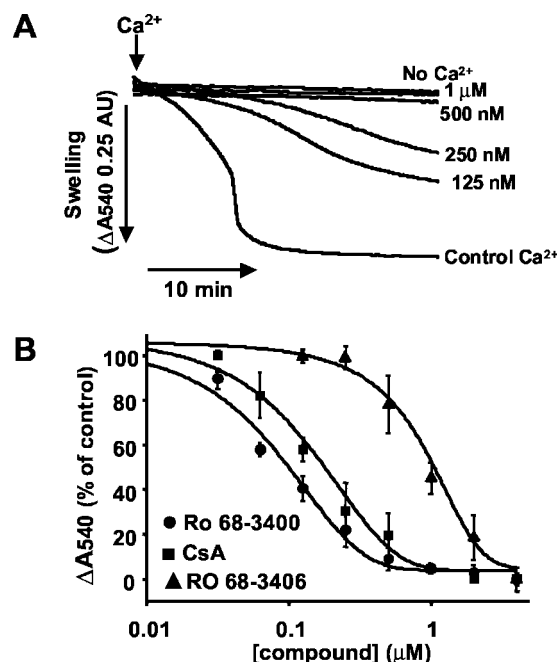 A
Ca2+
No Ca2+
1 μM
500 nM
250 nM
125 nM
Control Ca2+
Swelling
(ΔA540 0.25 AU)
10 min
B
100
80
60
40
20
0
ΔA540 (% of control)
Ro 68-3400
CsA
RO 68-3406
0.01
0.1
1
[compound] (μM)